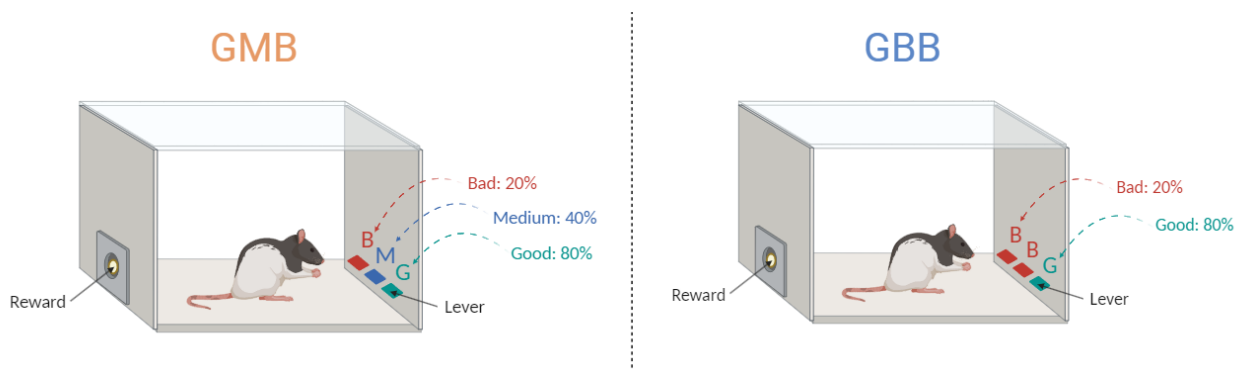 GMB
Bad: 20%
Medium: 40%
Good: 80%
B
M
G
Reward
Lever
GBB
Bad: 20%
Good: 80%
B
B
G
Reward
Lever